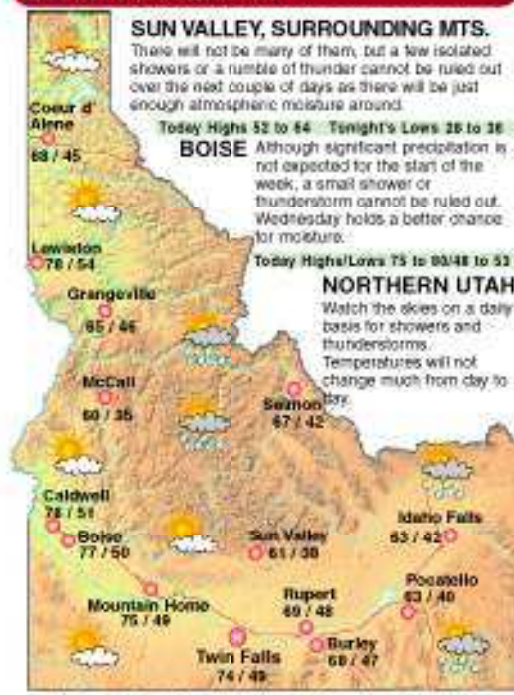 SUN VALLEY, SURROUNDING MTS.
There will not be many of them, but a few isolated
showers or a rumble of thunder cannot be ruled out
over the next couple of days as there will be just
enough atmospheric moisture around.
Today Highs 52 to 64 Tonight's Lows 28 to 36
BOISE Although significant precipitation is
not expected for the start of the
week, a small shower or
thunderstorm cannot be ruled out.
Wednesday holds a better chance
for moisture.
Today Highs/Lows 75 to 80/48 to 53
NORTHERN UTAH
Watch the skies on a daily
basis for showers and
thunderstorms.
Temperatures will not
change much from day to
day.
Coeur d'
Alene
68 / 45
Lewiston
78 / 54
Grangeville
65 / 46
McCall
60 / 35
Salmon
67 / 42
Caldwell
78 / 51
Boise
77 / 50
Sun Valley
61 / 38
Idaho Falls
63 / 42
Mountain Home
75 / 49
Rupert
69 / 48
Pocatello
63 / 40
Burley
68 / 47
Twin Falls
74 / 49